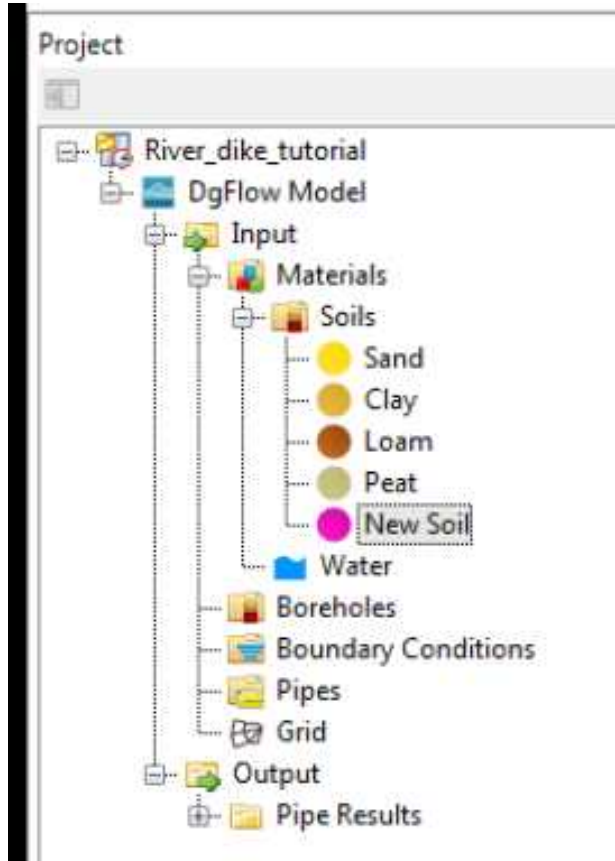 Project
River_dike_tutorial
DgFlow Model
Input
Materials
Soils
Sand
Clay
Loam
Peat
New Soil
Water
Boreholes
Boundary Conditions
Pipes
Grid
Output
Pipe Results